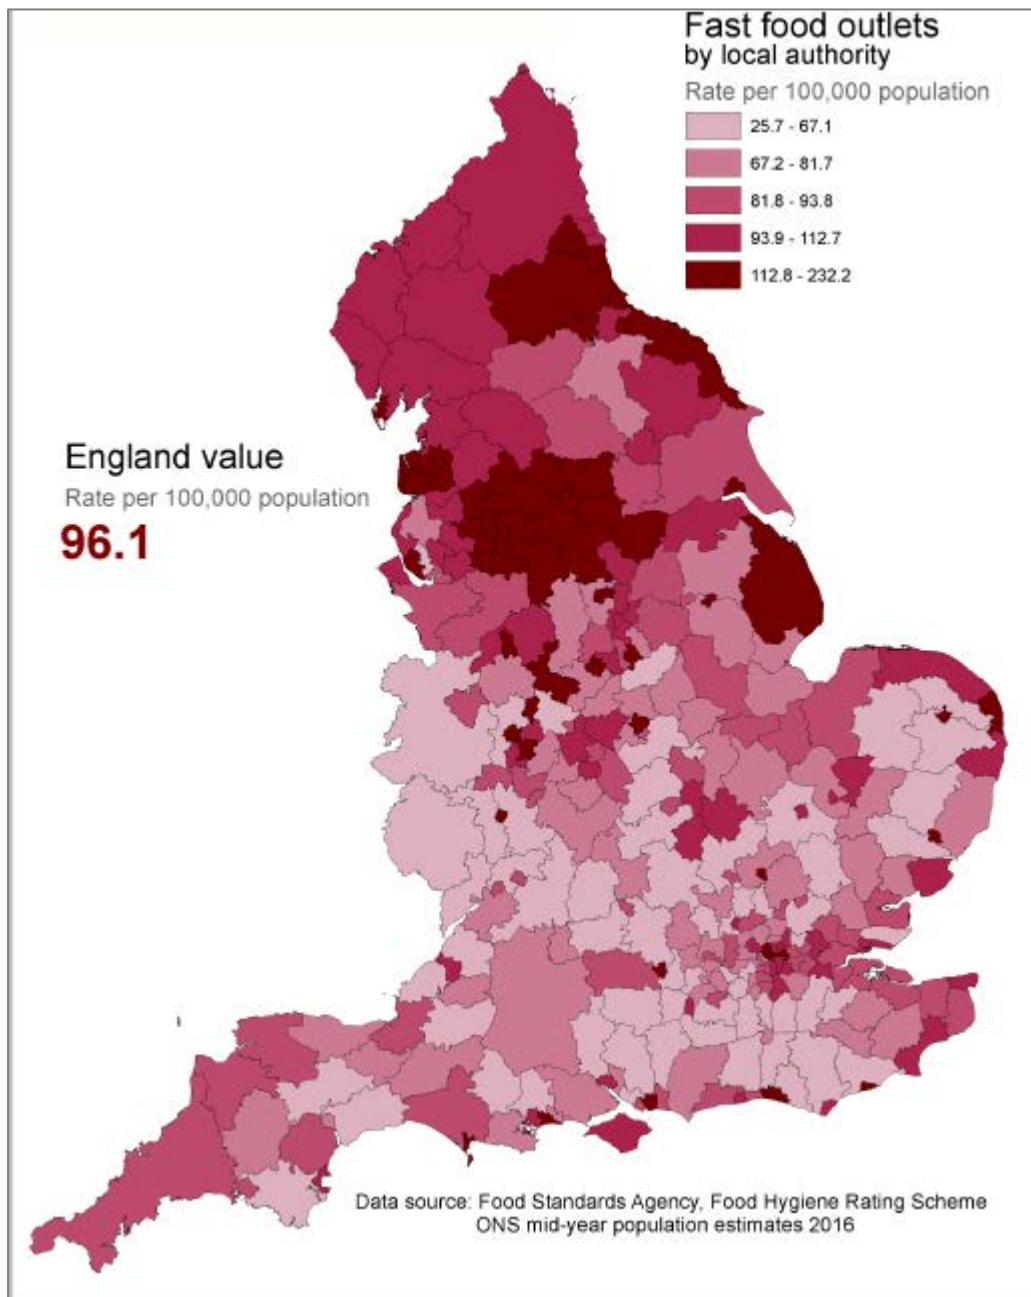 Fast food outlets
by local authority
Rate per 100,000 population
25.7 - 67.1
67.2 - 81.7
81.8 - 93.8
93.9 - 112.7
112.8 - 232.2
England value
Rate per 100,000 population
96.1
Data source: Food Standards Agency, Food Hygiene Rating Scheme
ONS mid-year population estimates 2016